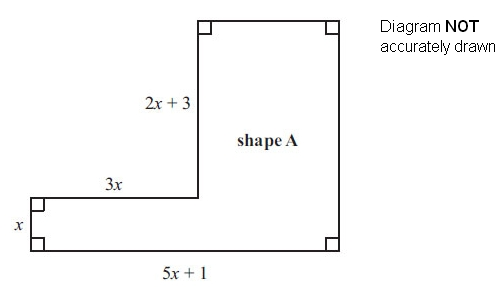 Diagram NOT
accurately drawn
2x + 3
shape A
3x
x
5x + 1